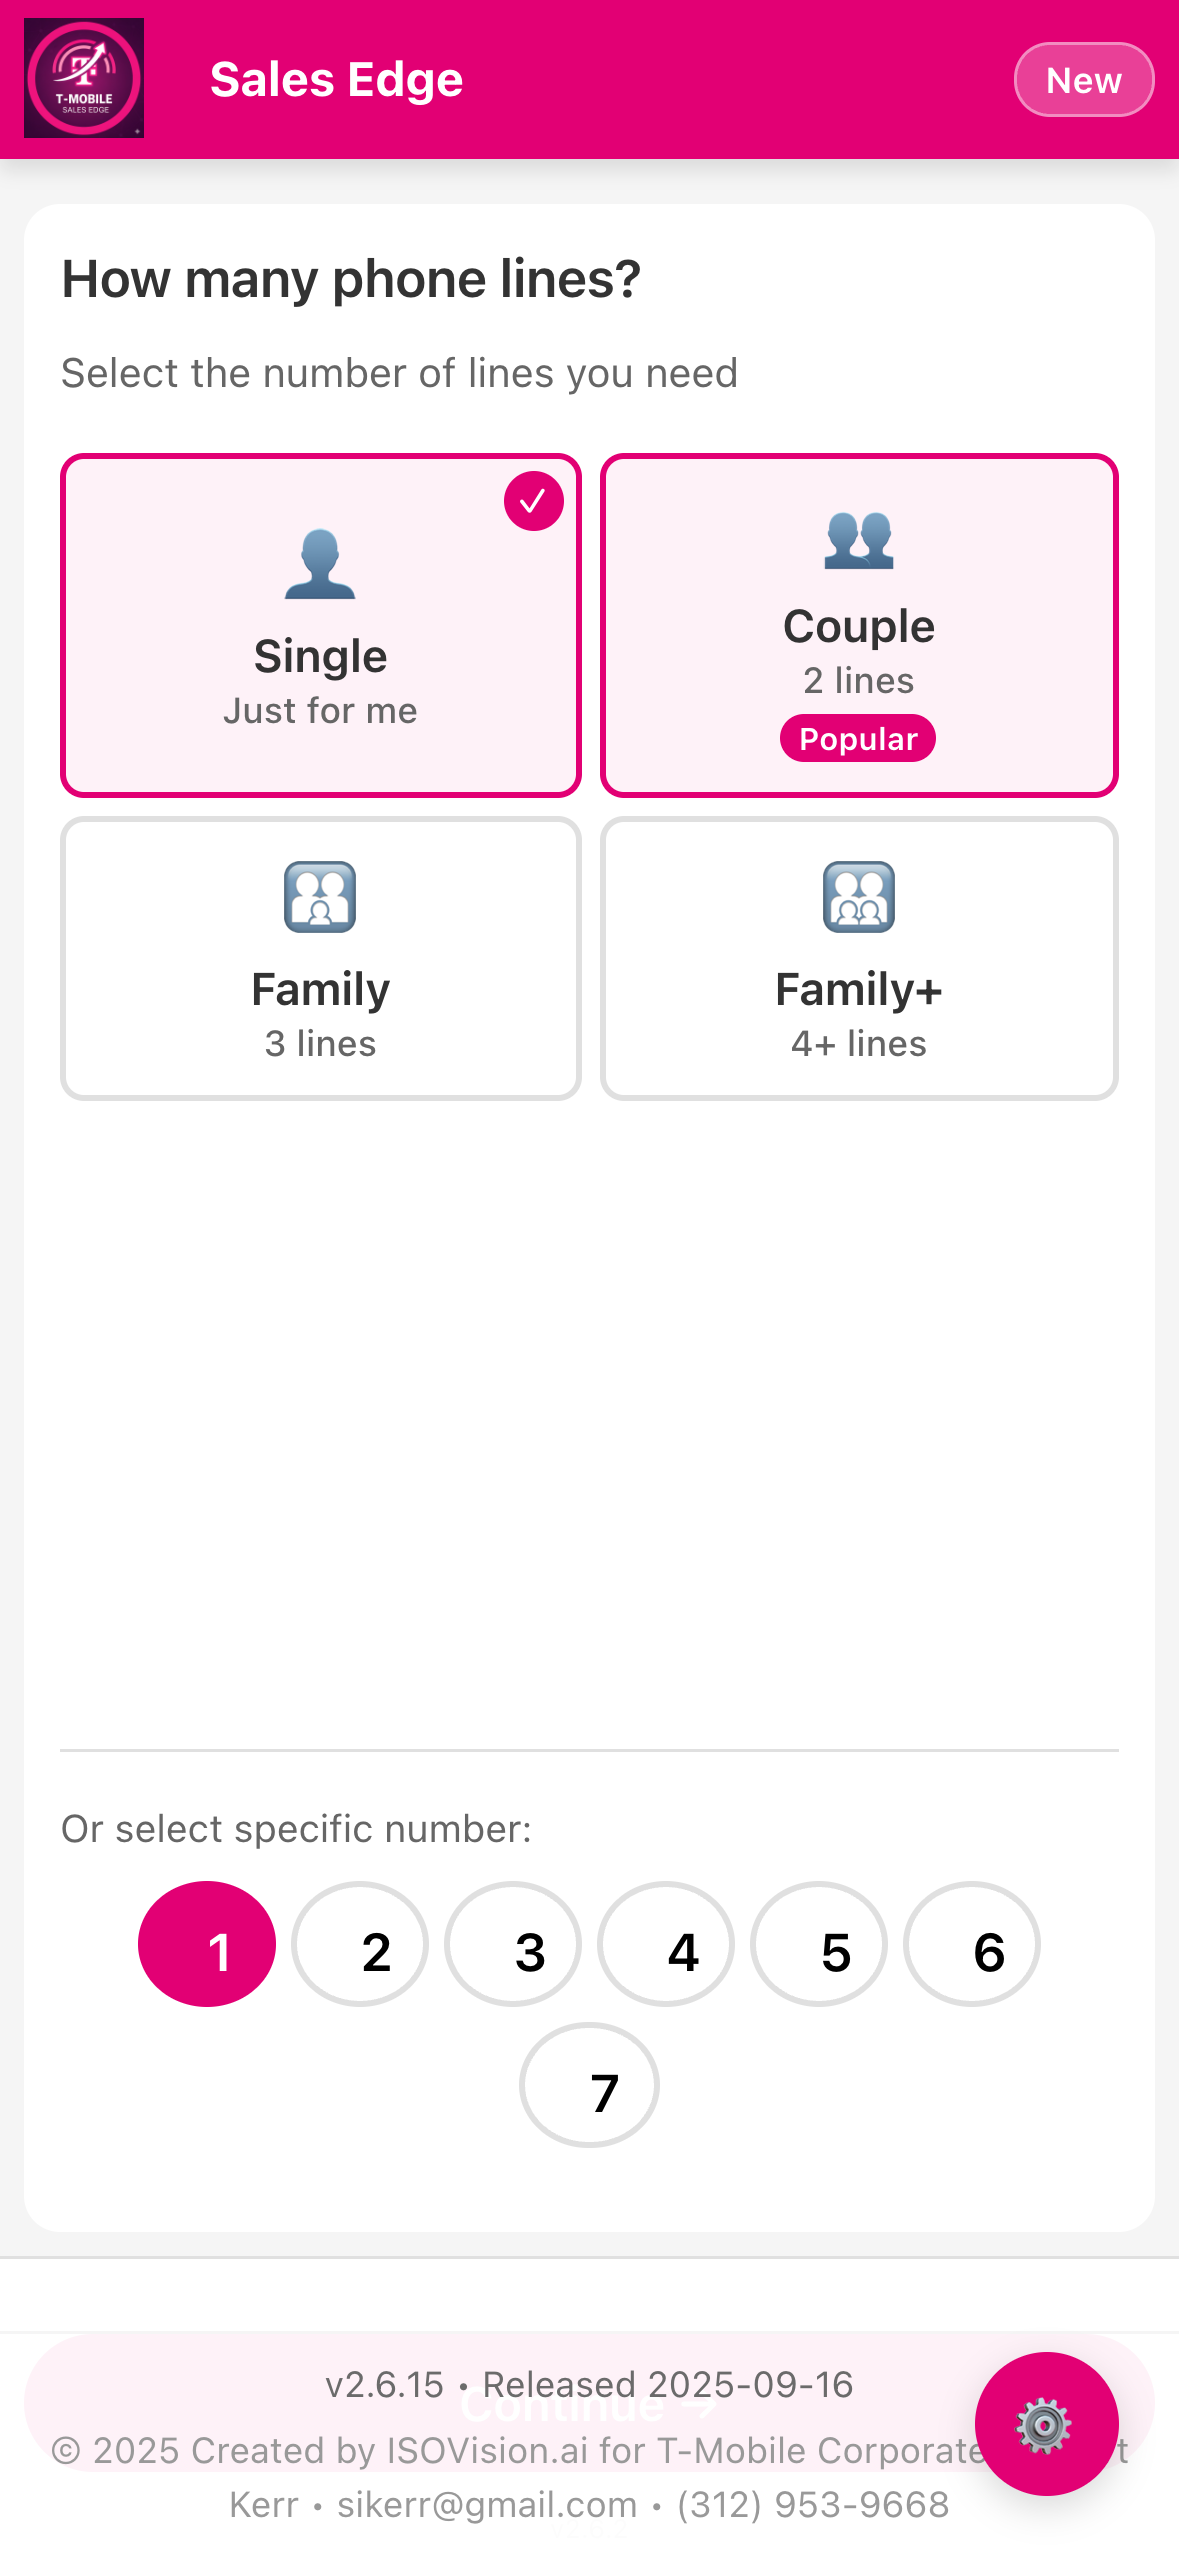 T-MOBILE
SALES EDGE
Sales Edge
New
How many phone lines?
Select the number of lines you need
Single
Just for me
Couple
2 lines
Popular
Family
3 lines
Family+
4+ lines
Or select specific number:
1 2 3 4 5 6
7
Continue →
v2.6.15 • Released 2025-09-16
© 2025 Created by ISOVision.ai for T-Mobile Corporate t
Kerr • sikerr@gmail.com • (312) 953-9668